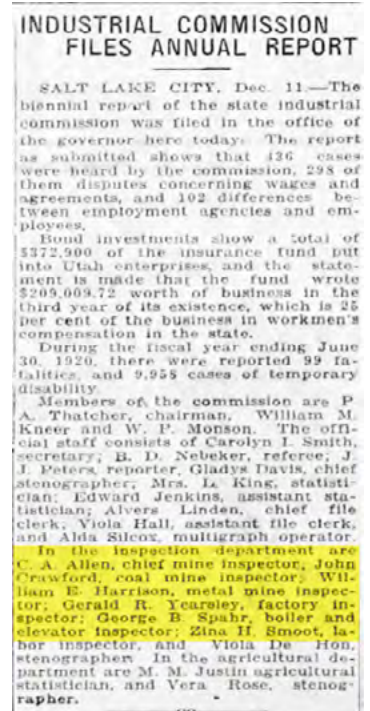 INDUSTRIAL COMMISSION
FILES ANNUAL REPORT
SALT LAKE CITY, Dec. 11.—The
biennial report of the state industrial
commission was filed in the office of
the governor here today. The report
as submitted shows that 436 cases
were heard by the commission, 298 of
them disputes concerning wages and
agreements, and 102 differences be-
tween employment agencies and em-
ployees.
Bond investments show a total of
$372,900 of the insurance fund put
into Utah enterprises, and the state-
ment is made that the fund wrote
$209,009.72 worth of business in the
third year of its existence, which is 25
per cent of the business in workmen's
compensation in the state.
During the fiscal year ending June
30, 1920, there were reported 99 fa-
talities, and 9,958 cases of temporary
disability.
Members of the commission are P
A. Thatcher, chairman, William M.
Kneer and W. P. Monson. The offi-
cial staff consists of Carolyn I. Smith,
secretary; B. D. Nebeker, referee; J.
J. Peters, reporter, Gladys Davis, chief
stenographer; Mrs. L. King, statisti-
cian; Edward Jenkins, assistant sta-
tistician; Alvers Linden, chief file
clerk, Viola Hall, assistant file clerk,
and Alda Silcox, multigraph operator.
In the inspection department are
C. A. Allen, chief mine inspector, John
Crawford, coal mine inspector; Wil-
liam E. Harrison, metal mine inspec-
tor; Gerald R. Yearsley, factory in-
spector; George B. Spahr, boiler and
elevator inspector; Zina H. Smoot, la-
bor inspector, and Viola De Hon,
stenographer. In the agricultural de-
partment are M. M. Justin agricultural
statistician, and Vera Rose, stenog-
rapher.